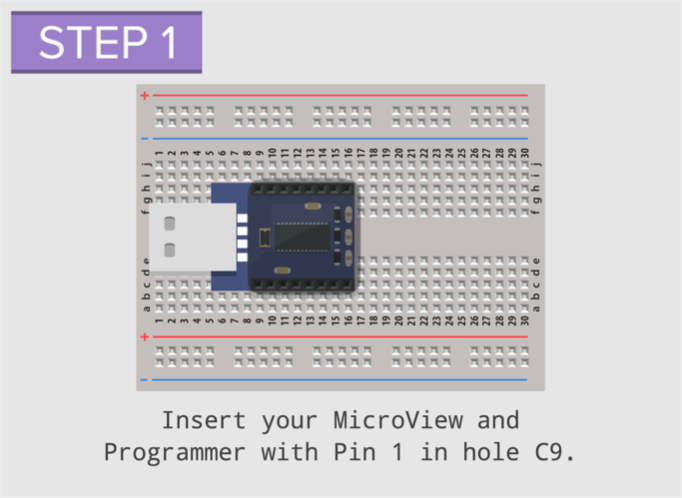 STEP 1
+
-
1 2 3 4 5 6 7 8 9 10 11 12 13 14 15 16 17 18 19 20 21 22 23 24 25 26 27 28 29 30
f g h i j
f g h i j
a b c d e
a b c d e
1 2 3 4 5 6 7 8 9 10 11 12 13 14 15 16 17 18 19 20 21 22 23 24 25 26 27 28 29 30
+
-
Insert your MicroView and
Programmer with Pin 1 in hole C9.